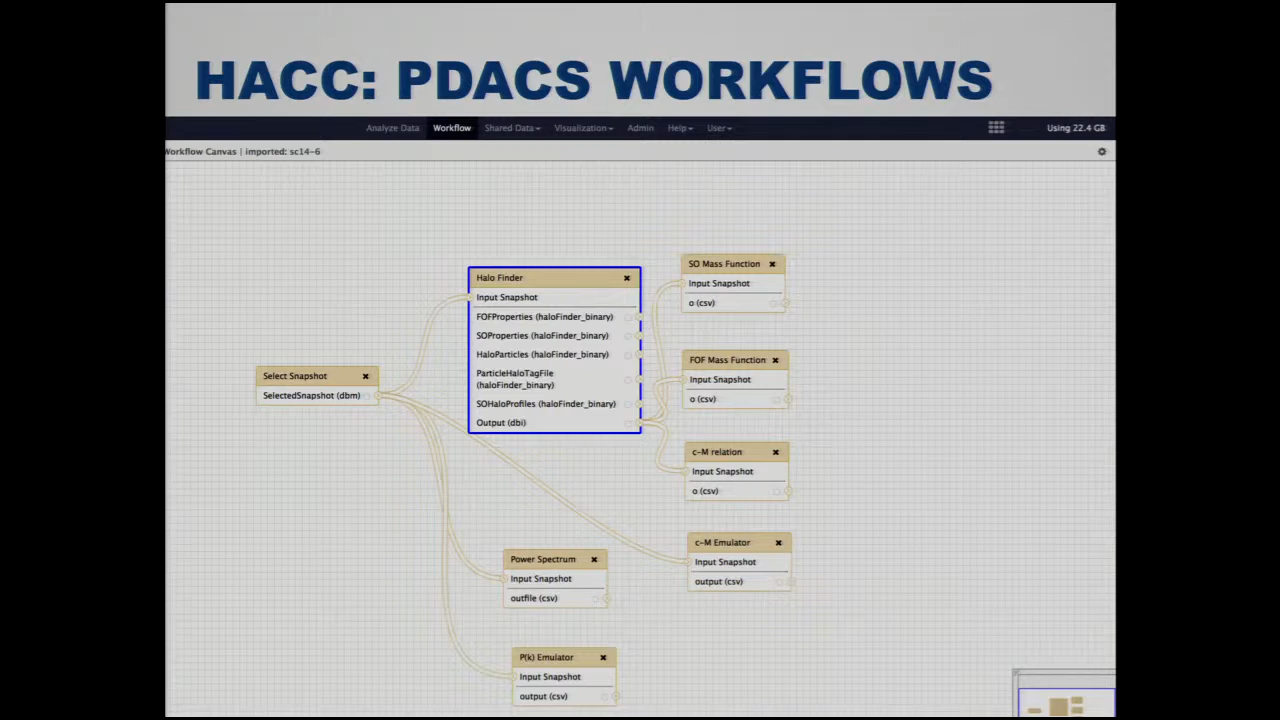 HACC: PDACS WORKFLOWS
Analyze Data Workflow Shared Data Visualization Admin Help User Using 22.4 GB
Workflow Canvas | imported: sc14-6
SO Mass Function
Input Snapshot
o (csv)
Halo Finder
Input Snapshot
FOFProperties (haloFinder_binary)
SOProperties (haloFinder_binary)
HaloParticles (haloFinder_binary)
ParticleHaloTagFile
(haloFinder_binary)
SOHaloProfiles (haloFinder_binary)
Output (dbi)
FOF Mass Function
Input Snapshot
o (csv)
Select Snapshot
SelectedSnapshot (dbm)
c-M relation
Input Snapshot
o (csv)
c-M Emulator
Input Snapshot
output (csv)
Power Spectrum
Input Snapshot
outfile (csv)
P(k) Emulator
Input Snapshot
output (csv)